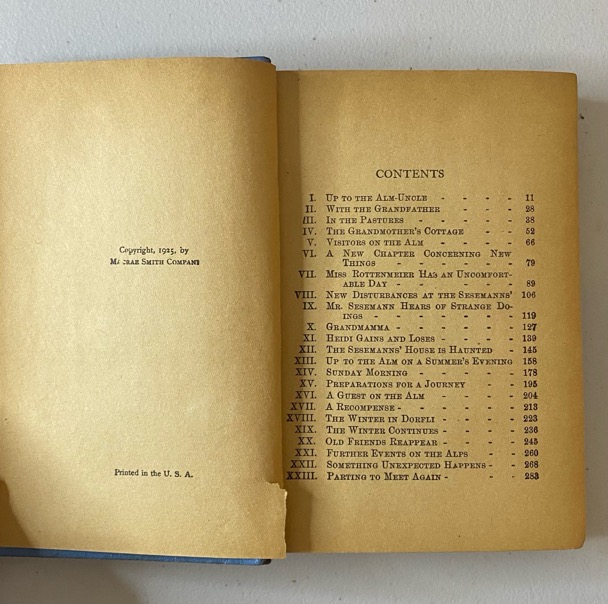 Copyright, 1925, by
MACRAE SMITH COMPANY
Printed in the U. S. A.
CONTENTS
I. UP TO THE ALM-UNCLE - - - - 11
II. WITH THE GRANDFATHER - - - 28
III. IN THE PASTURES - - - - - 38
IV. THE GRANDMOTHER'S COTTAGE - - - 52
V. VISITORS ON THE ALM - - - - 66
VI. A NEW CHAPTER CONCERNING NEW
THINGS - - - - - - 79
VII. MISS ROTTENMEIER HAS AN UNCOMFORT-
ABLE DAY - - - - - - 89
VIII. NEW DISTURBANCES AT THE SESEMANNS' 106
IX. MR. SESEMANN HEARS OF STRANGE DO-
INGS - - - - - - - 119
X. GRANDMAMMA - - - - - - 127
XI. HEIDI GAINS AND LOSES - - - - 139
XII. THE SESEMANNS' HOUSE IS HAUNTED - - 145
XIII. UP TO THE ALM ON A SUMMER'S EVENING 158
XIV. SUNDAY MORNING - - - - - 178
XV. PREPARATIONS FOR A JOURNEY - - - 195
XVI. A GUEST ON THE ALM - - - - 204
XVII. A RECOMPENSE - - - - - 213
XVIII. THE WINTER IN DORFLI - - - - 223
XIX. THE WINTER CONTINUES - - - - 236
XX. OLD FRIENDS REAPPEAR - - - - 245
XXI. FURTHER EVENTS ON THE ALPS - - - 260
XXII. SOMETHING UNEXPECTED HAPPENS - - 268
XXIII. PARTING TO MEET AGAIN - - - 283